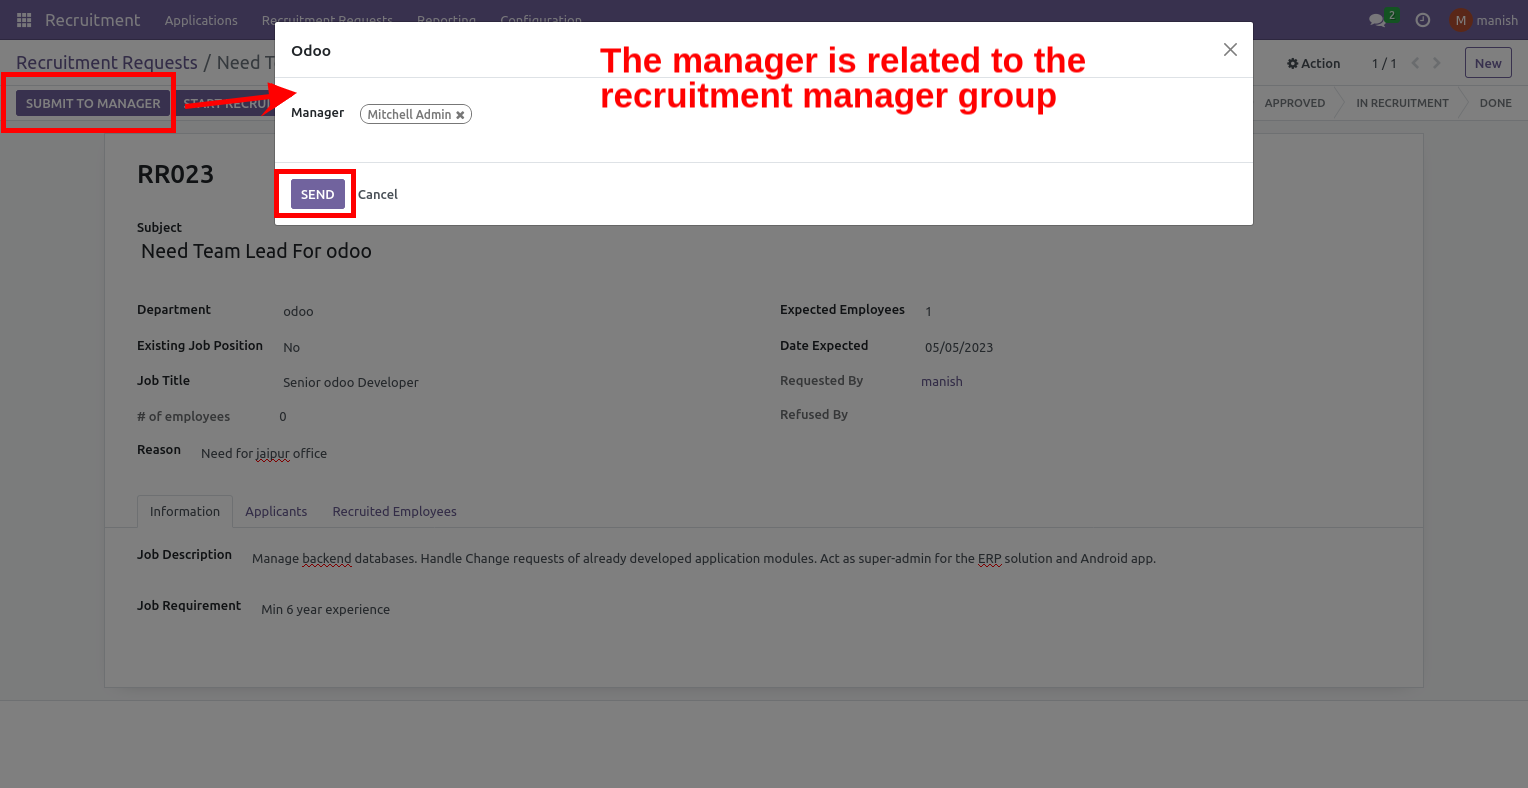 Recruitment Applications Recruitment Requests Reporting Configuration 2 M manish
Odoo
The manager is related to the
recruitment manager group
Recruitment Requests / Need T
Action 1 / 1 New
SUBMIT TO MANAGER START RECRU
APPROVED IN RECRUITMENT DONE
Manager Mitchell Admin
SEND Cancel
RR023
Subject
Need Team Lead For odoo
Department odoo Expected Employees 1
Existing Job Position No Date Expected 05/05/2023
Job Title Senior odoo Developer Requested By manish
# of employees 0 Refused By
Reason Need for jaipur office
Information Applicants Recruited Employees
Job Description Manage backend databases. Handle Change requests of already developed application modules. Act as super-admin for the ERP solution and Android app.
Job Requirement Min 6 year experience